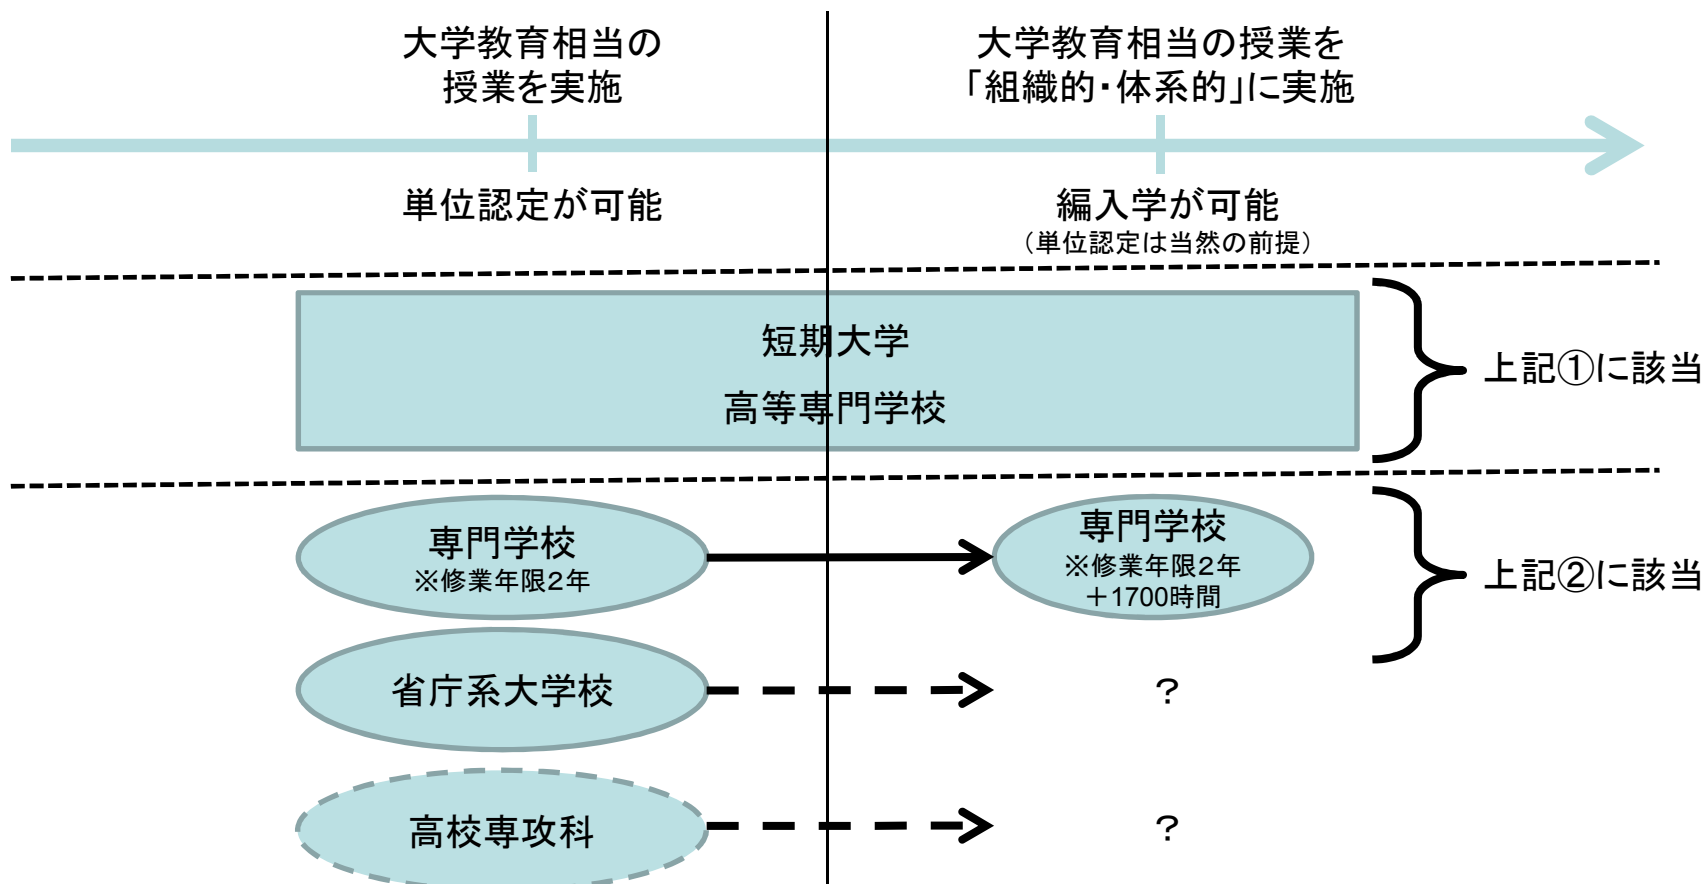 大学教育相当の
授業を実施
大学教育相当の授業を
「組織的・体系的」に実施
単位認定が可能
編入学が可能
（単位認定は当然の前提）
短期大学
高等専門学校
上記①に該当
専門学校
※修業年限２年
専門学校
※修業年限２年
＋1700時間
上記②に該当
省庁系大学校
？
高校専攻科
？